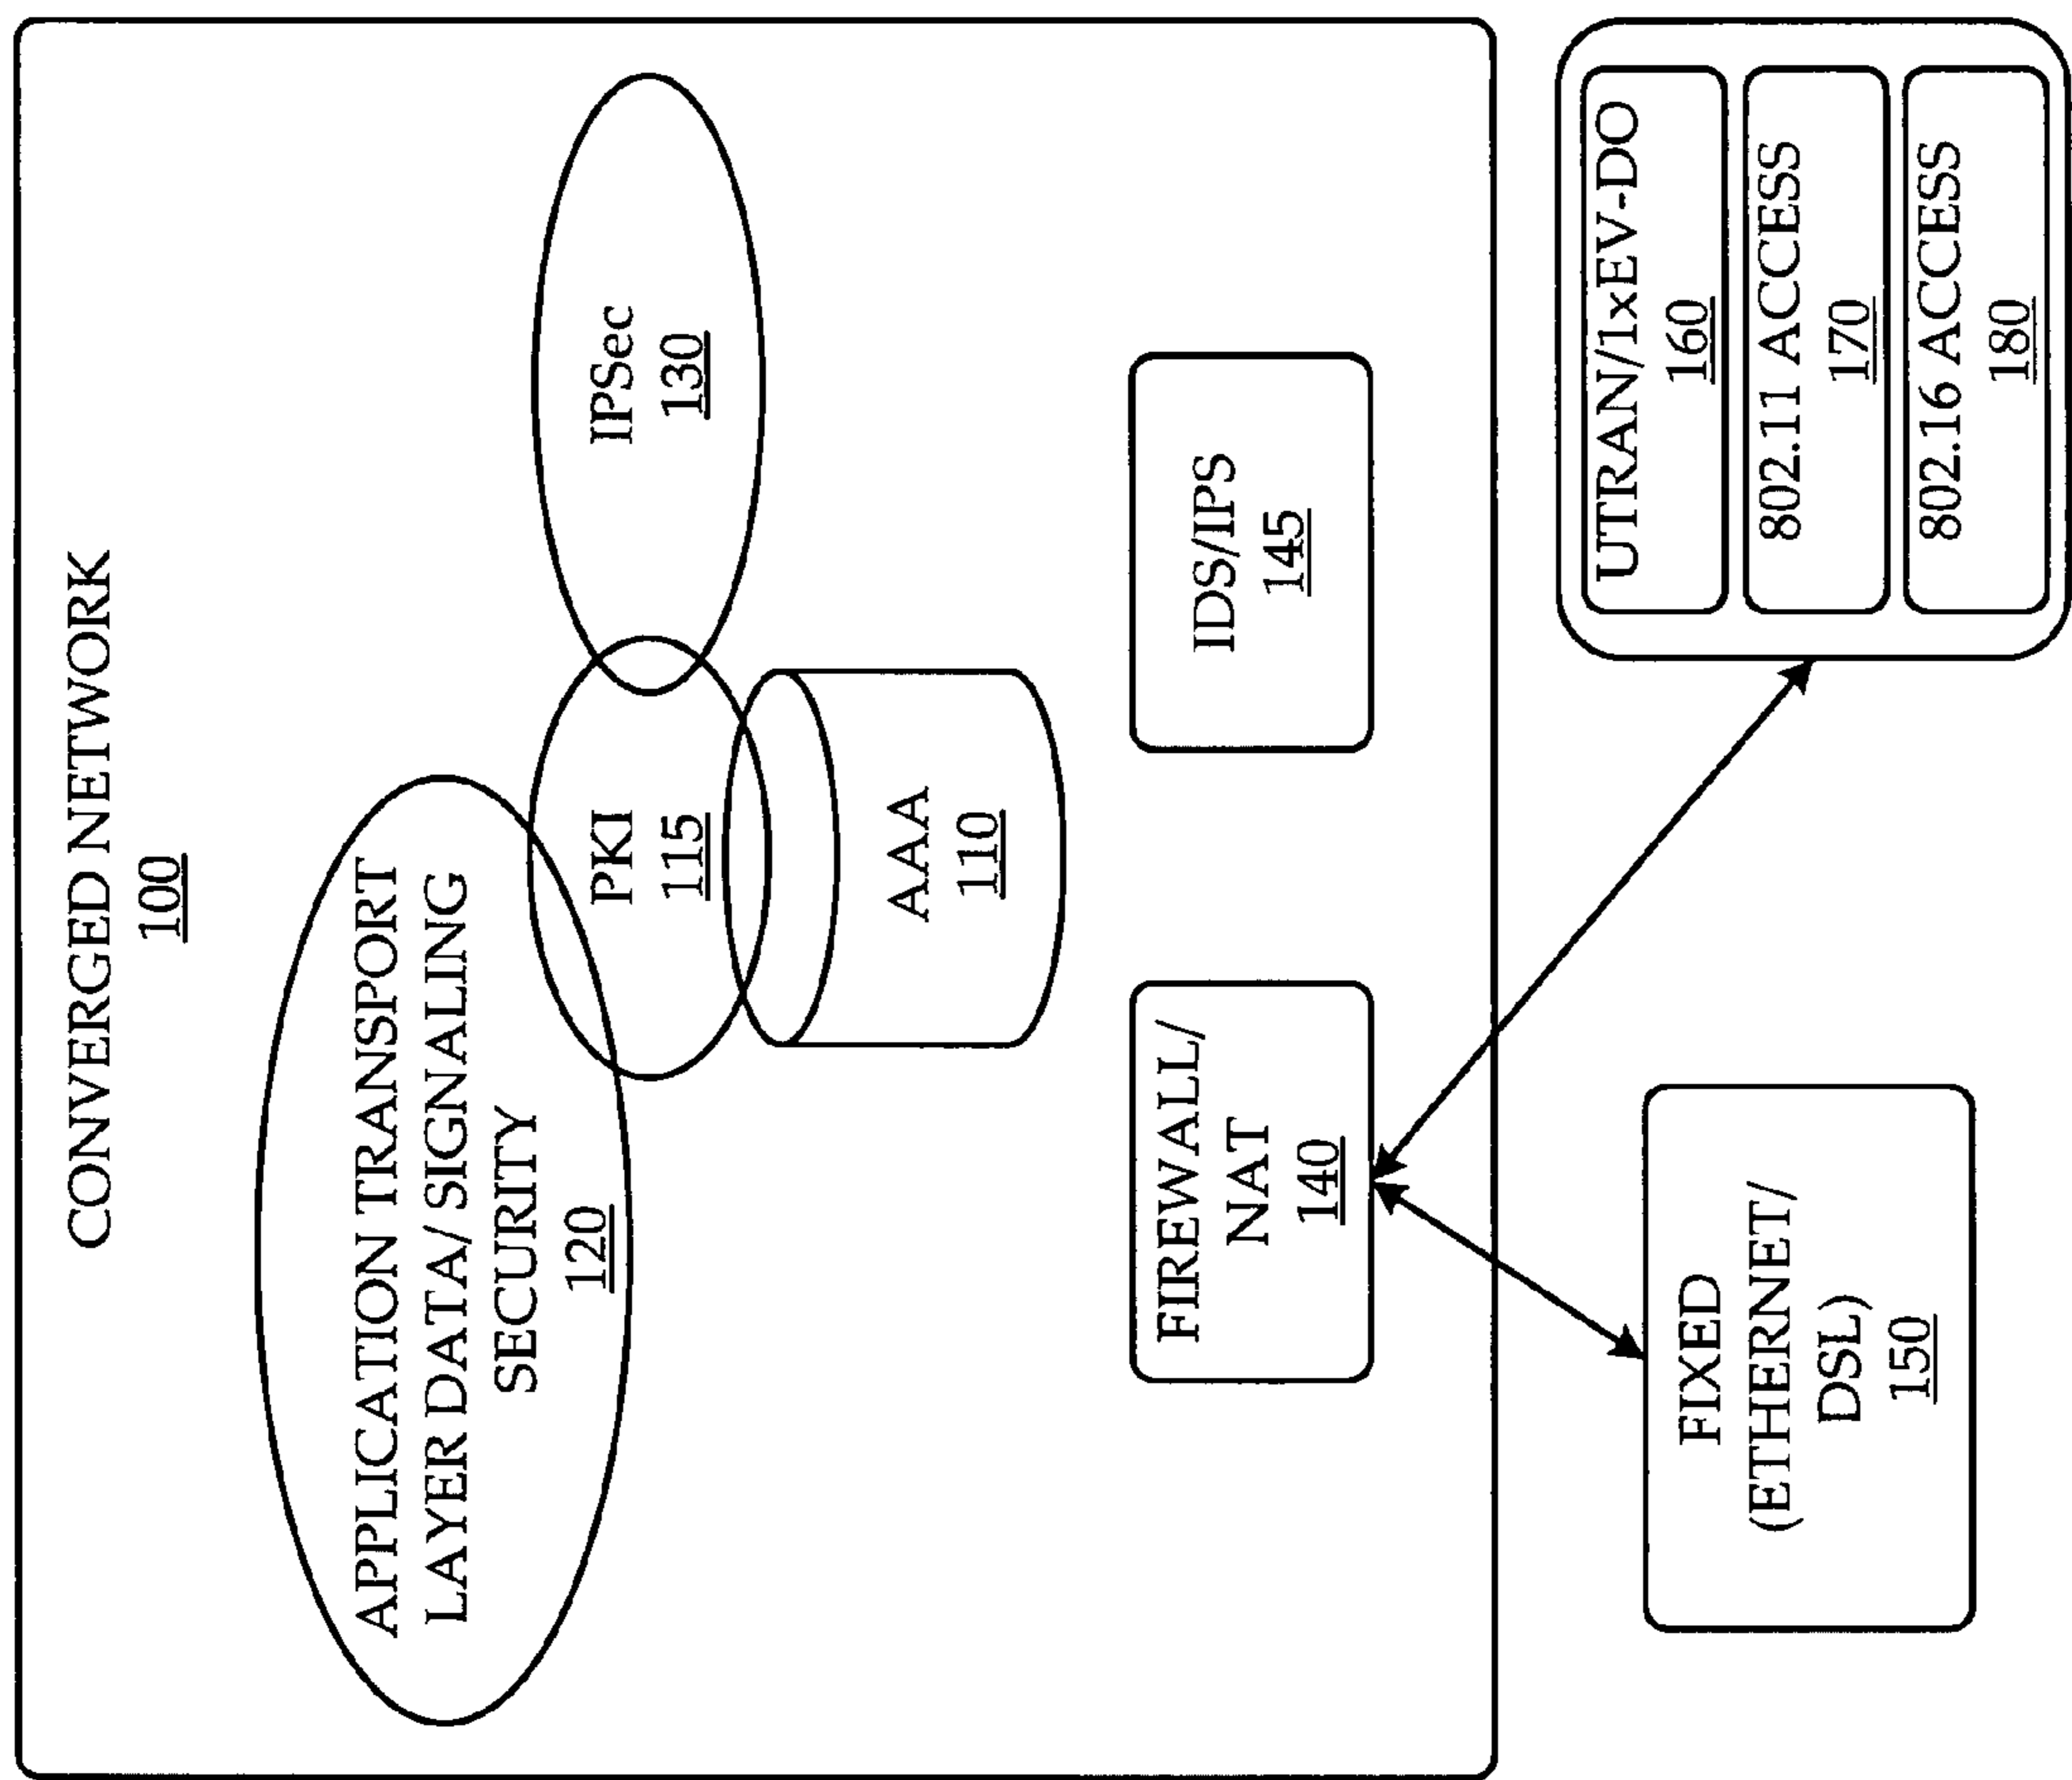 CONVERGED NETWORK
100
APPLICATION TRANSPORT
LAYER DATA/ SIGNALING
SECURITY
120
PKI
115
IPSec
130
AAA
110
FIREWALL/
NAT
140
IDS/IPS
145
FIXED
(ETHERNET/
DSL)
150
UTRAN/1xEV-DO
160
802.11 ACCESS
170
802.16 ACCESS
180